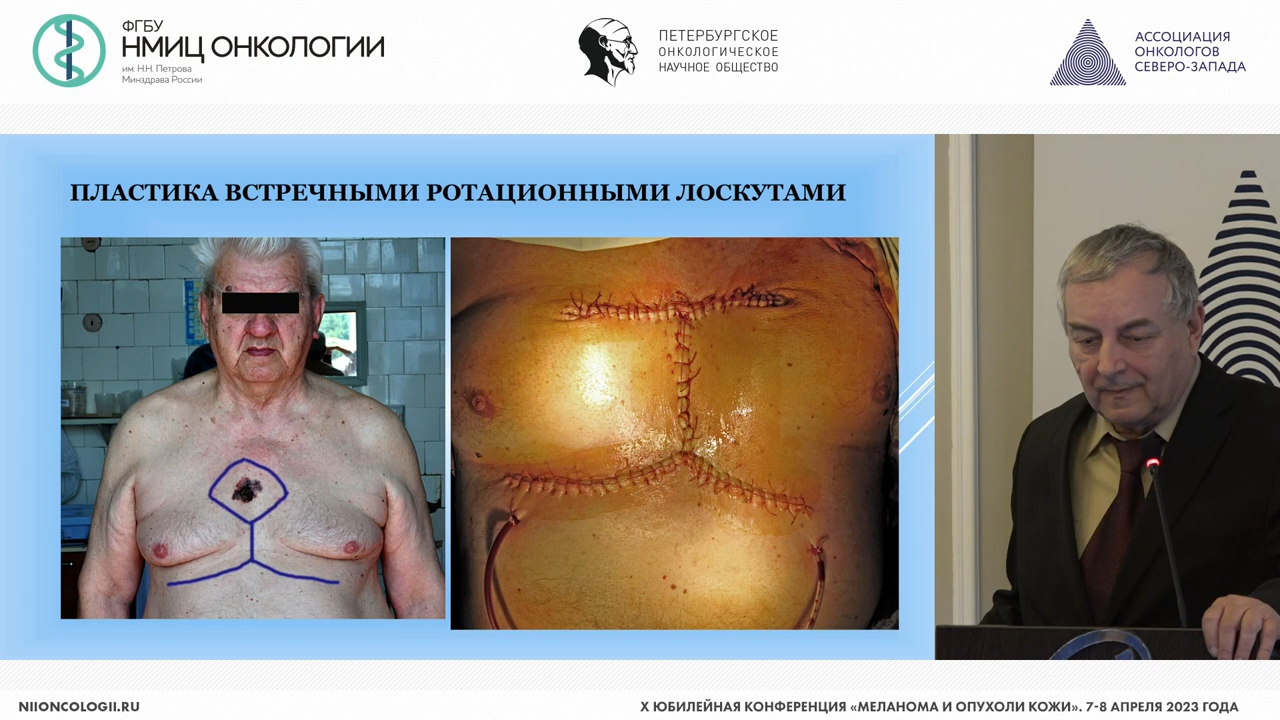 ФГБУ
НМИЦ ОНКОЛОГИИ
им. Н.Н. Петрова
Минздрава России
ПЕТЕРБУРГСКОЕ
ОНКОЛОГИЧЕСКОЕ
НАУЧНОЕ ОБЩЕСТВО
АССОЦИАЦИЯ
ОНКОЛОГОВ
СЕВЕРО-ЗАПАДА
ПЛАСТИКА ВСТРЕЧНЫМИ РОТАЦИОННЫМИ ЛОСКУТАМИ
NIIONCOLOGII.RU
X ЮБИЛЕЙНАЯ КОНФЕРЕНЦИЯ «МЕЛАНОМА И ОПУХОЛИ КОЖИ». 7-8 АПРЕЛЯ 2023 ГОДА